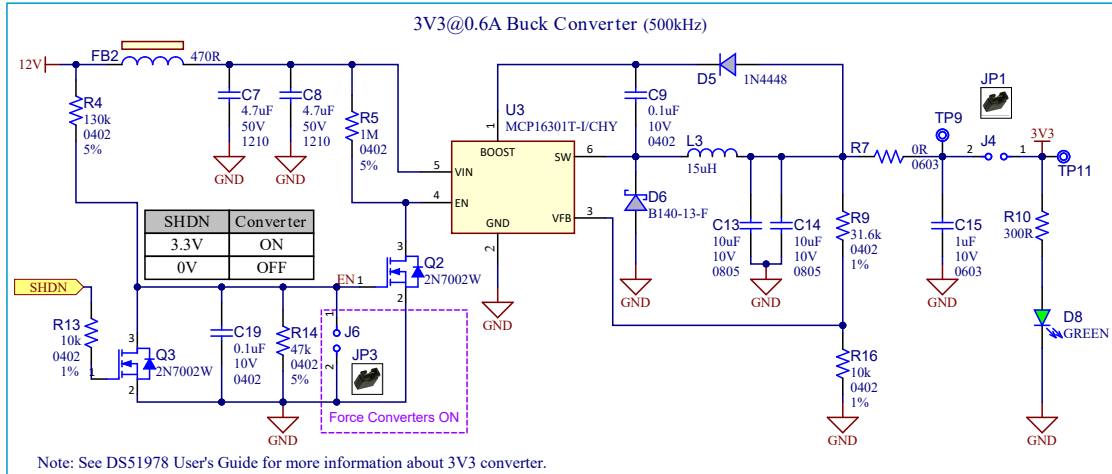 3V3@0.6A Buck Converter (500kHz)
12V
FB2
470R
R4
130k
0402
5%
C7
4.7uF
50V
1210
C8
4.7uF
50V
1210
R5
1M
0402
5%
GND
GND
U3
MCP16301T-I/CHY
1
BOOST
5
VIN
4
EN
GND
2
SW
6
VFB
3
GND
C9
0.1uF
10V
0402
D5
1N4448
L3
15uH
D6
B140-13-F
GND
C13
10uF
10V
0805
C14
10uF
10V
0805
GND
R7
0R
0603
R9
31.6k
0402
1%
R16
10k
0402
1%
GND
TP9
JP1
J4
2
1
3V3
TP11
C15
1uF
10V
0603
GND
R10
300R
D8
GREEN
GND
SHDN Converter
3.3V ON
0V OFF
SHDN
R13
10k
0402
1%
1
3
2
Q3
2N7002W
C19
0.1uF
10V
0402
R14
47k
0402
5%
EN
1
3
2
Q2
2N7002W
1
J6
2
JP3
Force Converters ON
GND
Note: See DS51978 User's Guide for more information about 3V3 converter.